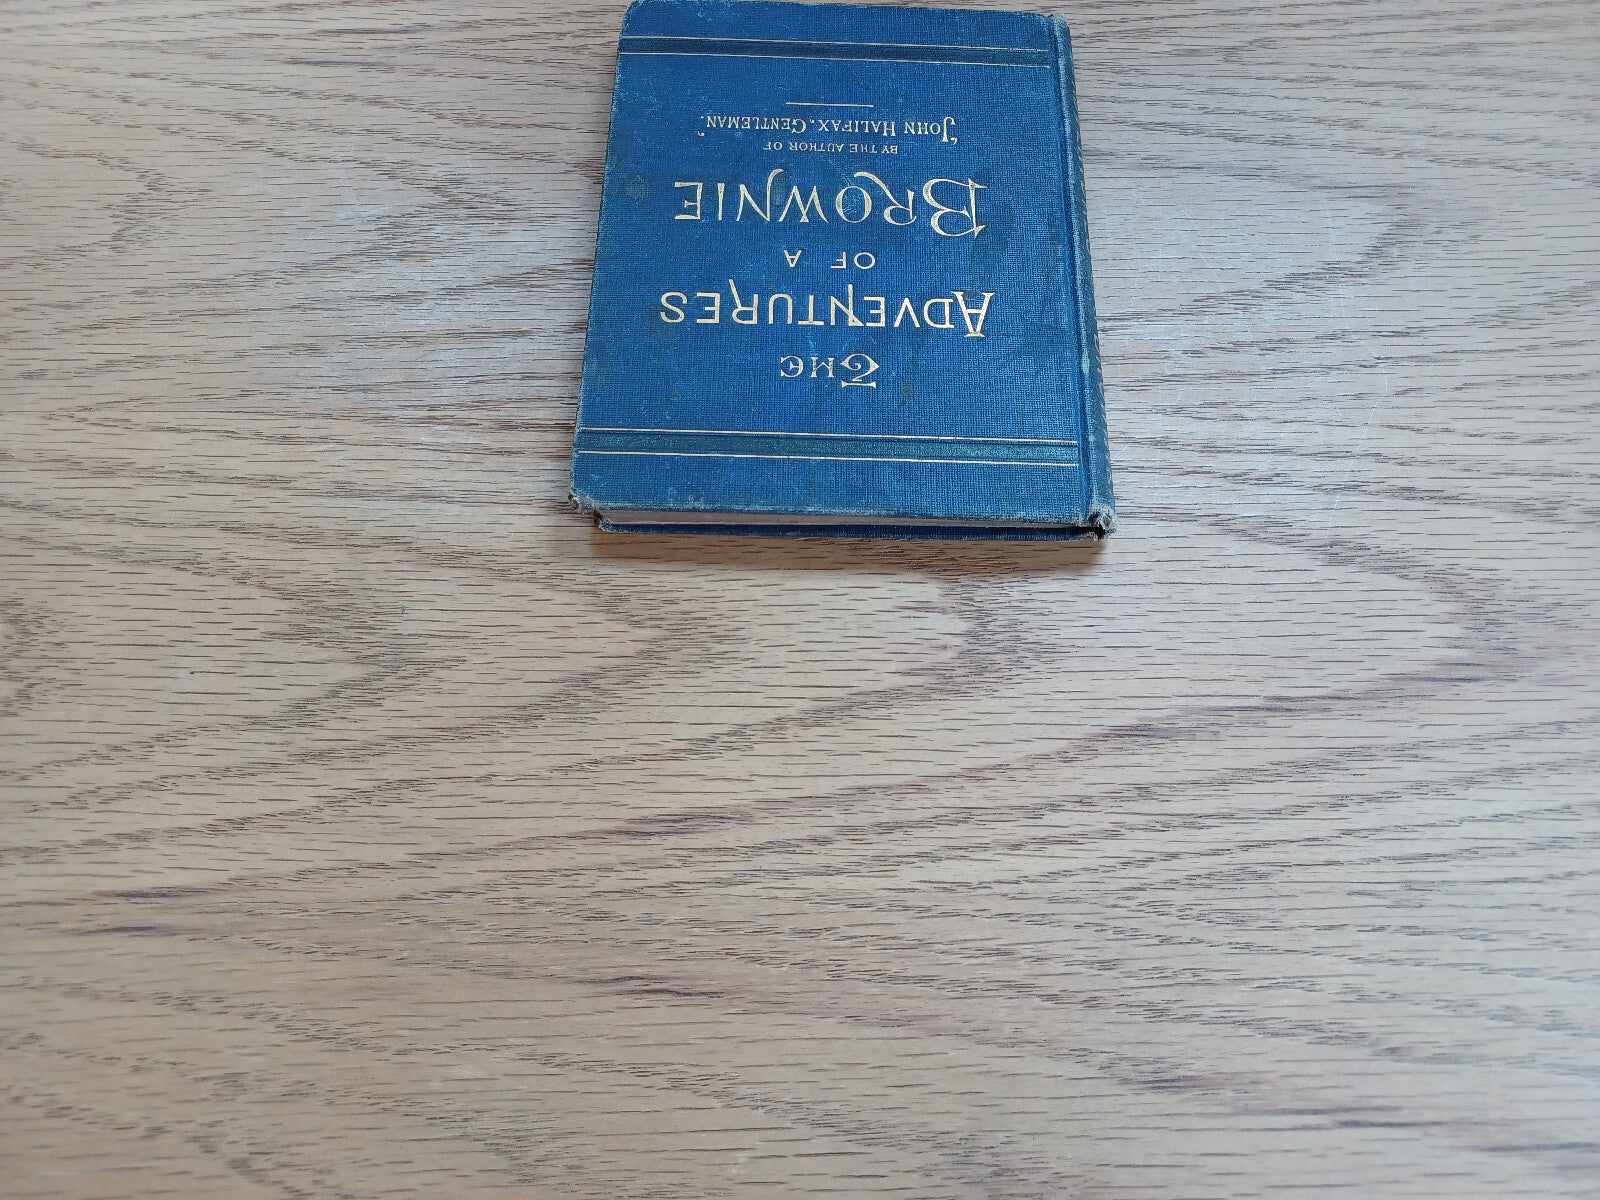 THE
ADVENTURES
OF A
BROWNIE
BY THE AUTHOR OF
"JOHN HALIFAX, GENTLEMAN."